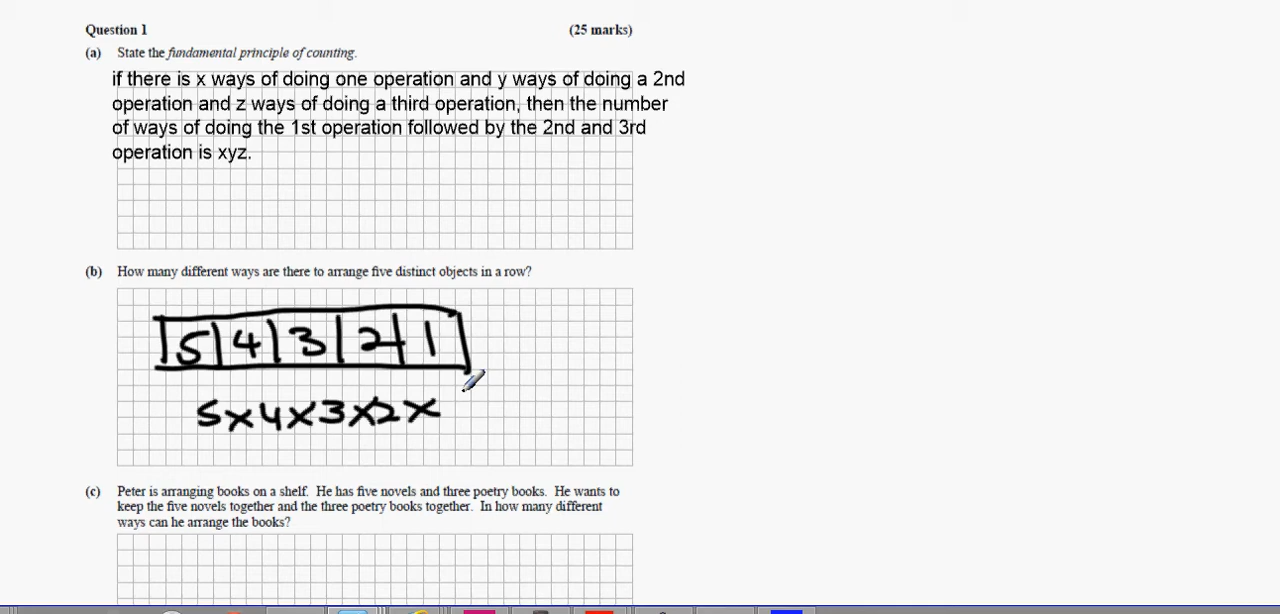 Question 1 (25 marks)
(a) State the fundamental principle of counting.
if there is x ways of doing one operation and y ways of doing a 2nd
operation and z ways of doing a third operation, then the number
of ways of doing the 1st operation followed by the 2nd and 3rd
operation is xyz.
(b) How many different ways are there to arrange five distinct objects in a row?
5 4 3 2 1
5x4x3x2x
(c) Peter is arranging books on a shelf. He has five novels and three poetry books. He wants to
keep the five novels together and the three poetry books together. In how many different
ways can he arrange the books?